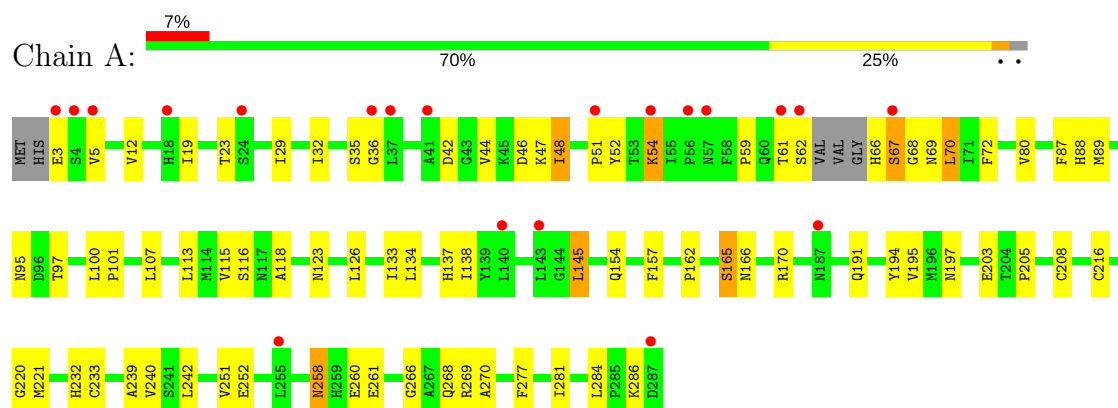 7%
Chain A:
70% 25% • •
MET HIS E3 S4 V5 V12 H18 I19 T23 S24 I29 I32 S35 G36 L37 A41 D42 G43 V44 K45 D46 K47 I48 P51 Y52 T53 K54 I55 P56 N57 F58 P59 Q60 T61 S62 VAL VAL GLY H66 S67 G68 N69 L70 I71 F72 V80 F87 H88 M89
N95 D96 T97 L100 P101 L107 L113 M114 V115 S116 N117 A118 N123 L126 I133 L134 H137 I138 Y139 L140 L143 G144 L145 Q154 F157 P162 S165 N166 R170 N187 Q191 Y194 V195 M196 N197 E203 T204 P205 C208 C216
G220 M221 H232 C233 A239 V240 S241 L242 V251 E252 L255 N258 H259 E260 E261 G266 A267 Q268 R269 A270 F277 I281 L284 P285 K286 D287